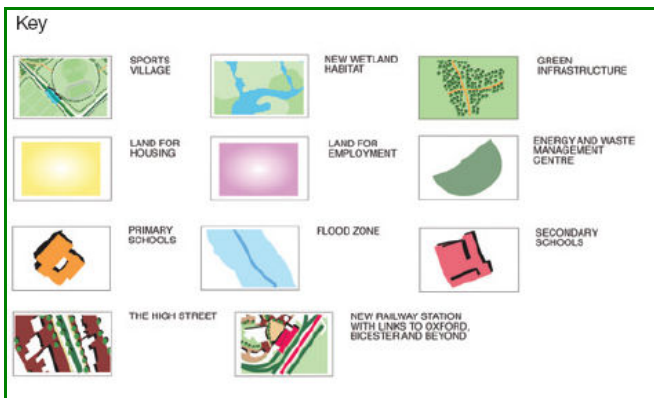 Key
SPORTS
VILLAGE
NEW WETLAND
HABITAT
GREEN
INFRASTRUCTURE
LAND FOR
HOUSING
LAND FOR
EMPLOYMENT
ENERGY AND WASTE
MANAGEMENT
CENTRE
PRIMARY
SCHOOLS
FLOOD ZONE
SECONDARY
SCHOOLS
THE HIGH STREET
NEW RAILWAY STATION
WITH LINKS TO OXFORD,
BICESTER AND BEYOND